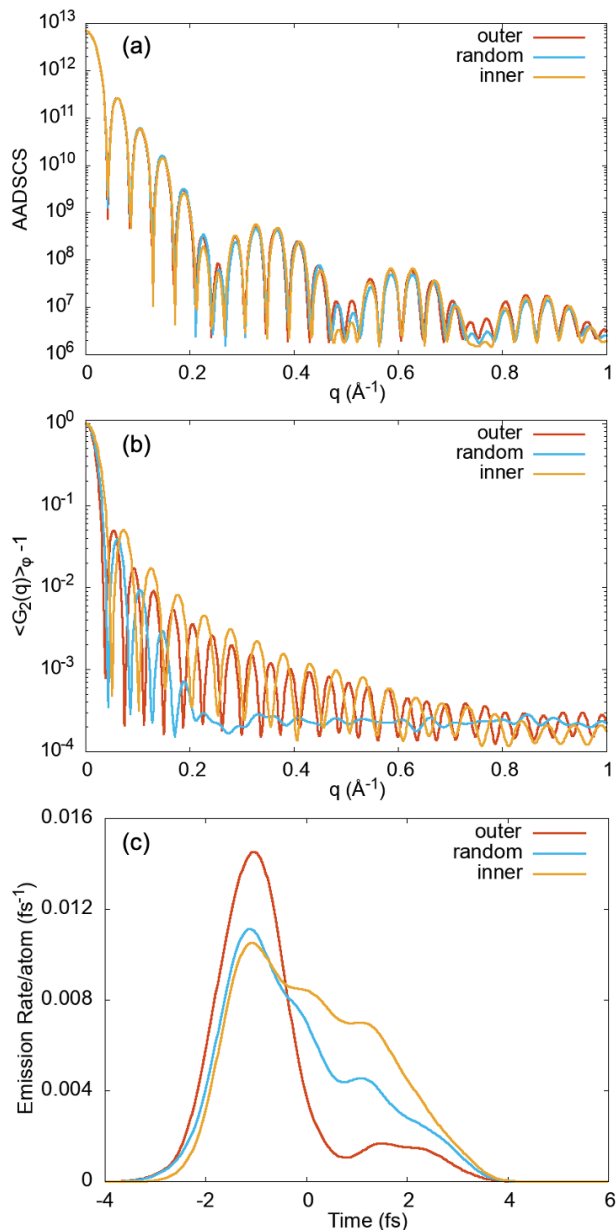 (a)
outer
random
inner
AADSCS
10¹³
10¹²
10¹¹
10¹⁰
10⁹
10⁸
10⁷
10⁶
0 0.2 0.4 0.6 0.8 1
q (Å⁻¹)
(b)
outer
random
inner
<G₂(q)>φ -1
10⁰
10⁻¹
10⁻²
10⁻³
10⁻⁴
0 0.2 0.4 0.6 0.8 1
q (Å⁻¹)
(c)
outer
random
inner
Emission Rate/atom (fs⁻¹)
0.016
0.012
0.008
0.004
0
-4 -2 0 2 4 6
Time (fs)